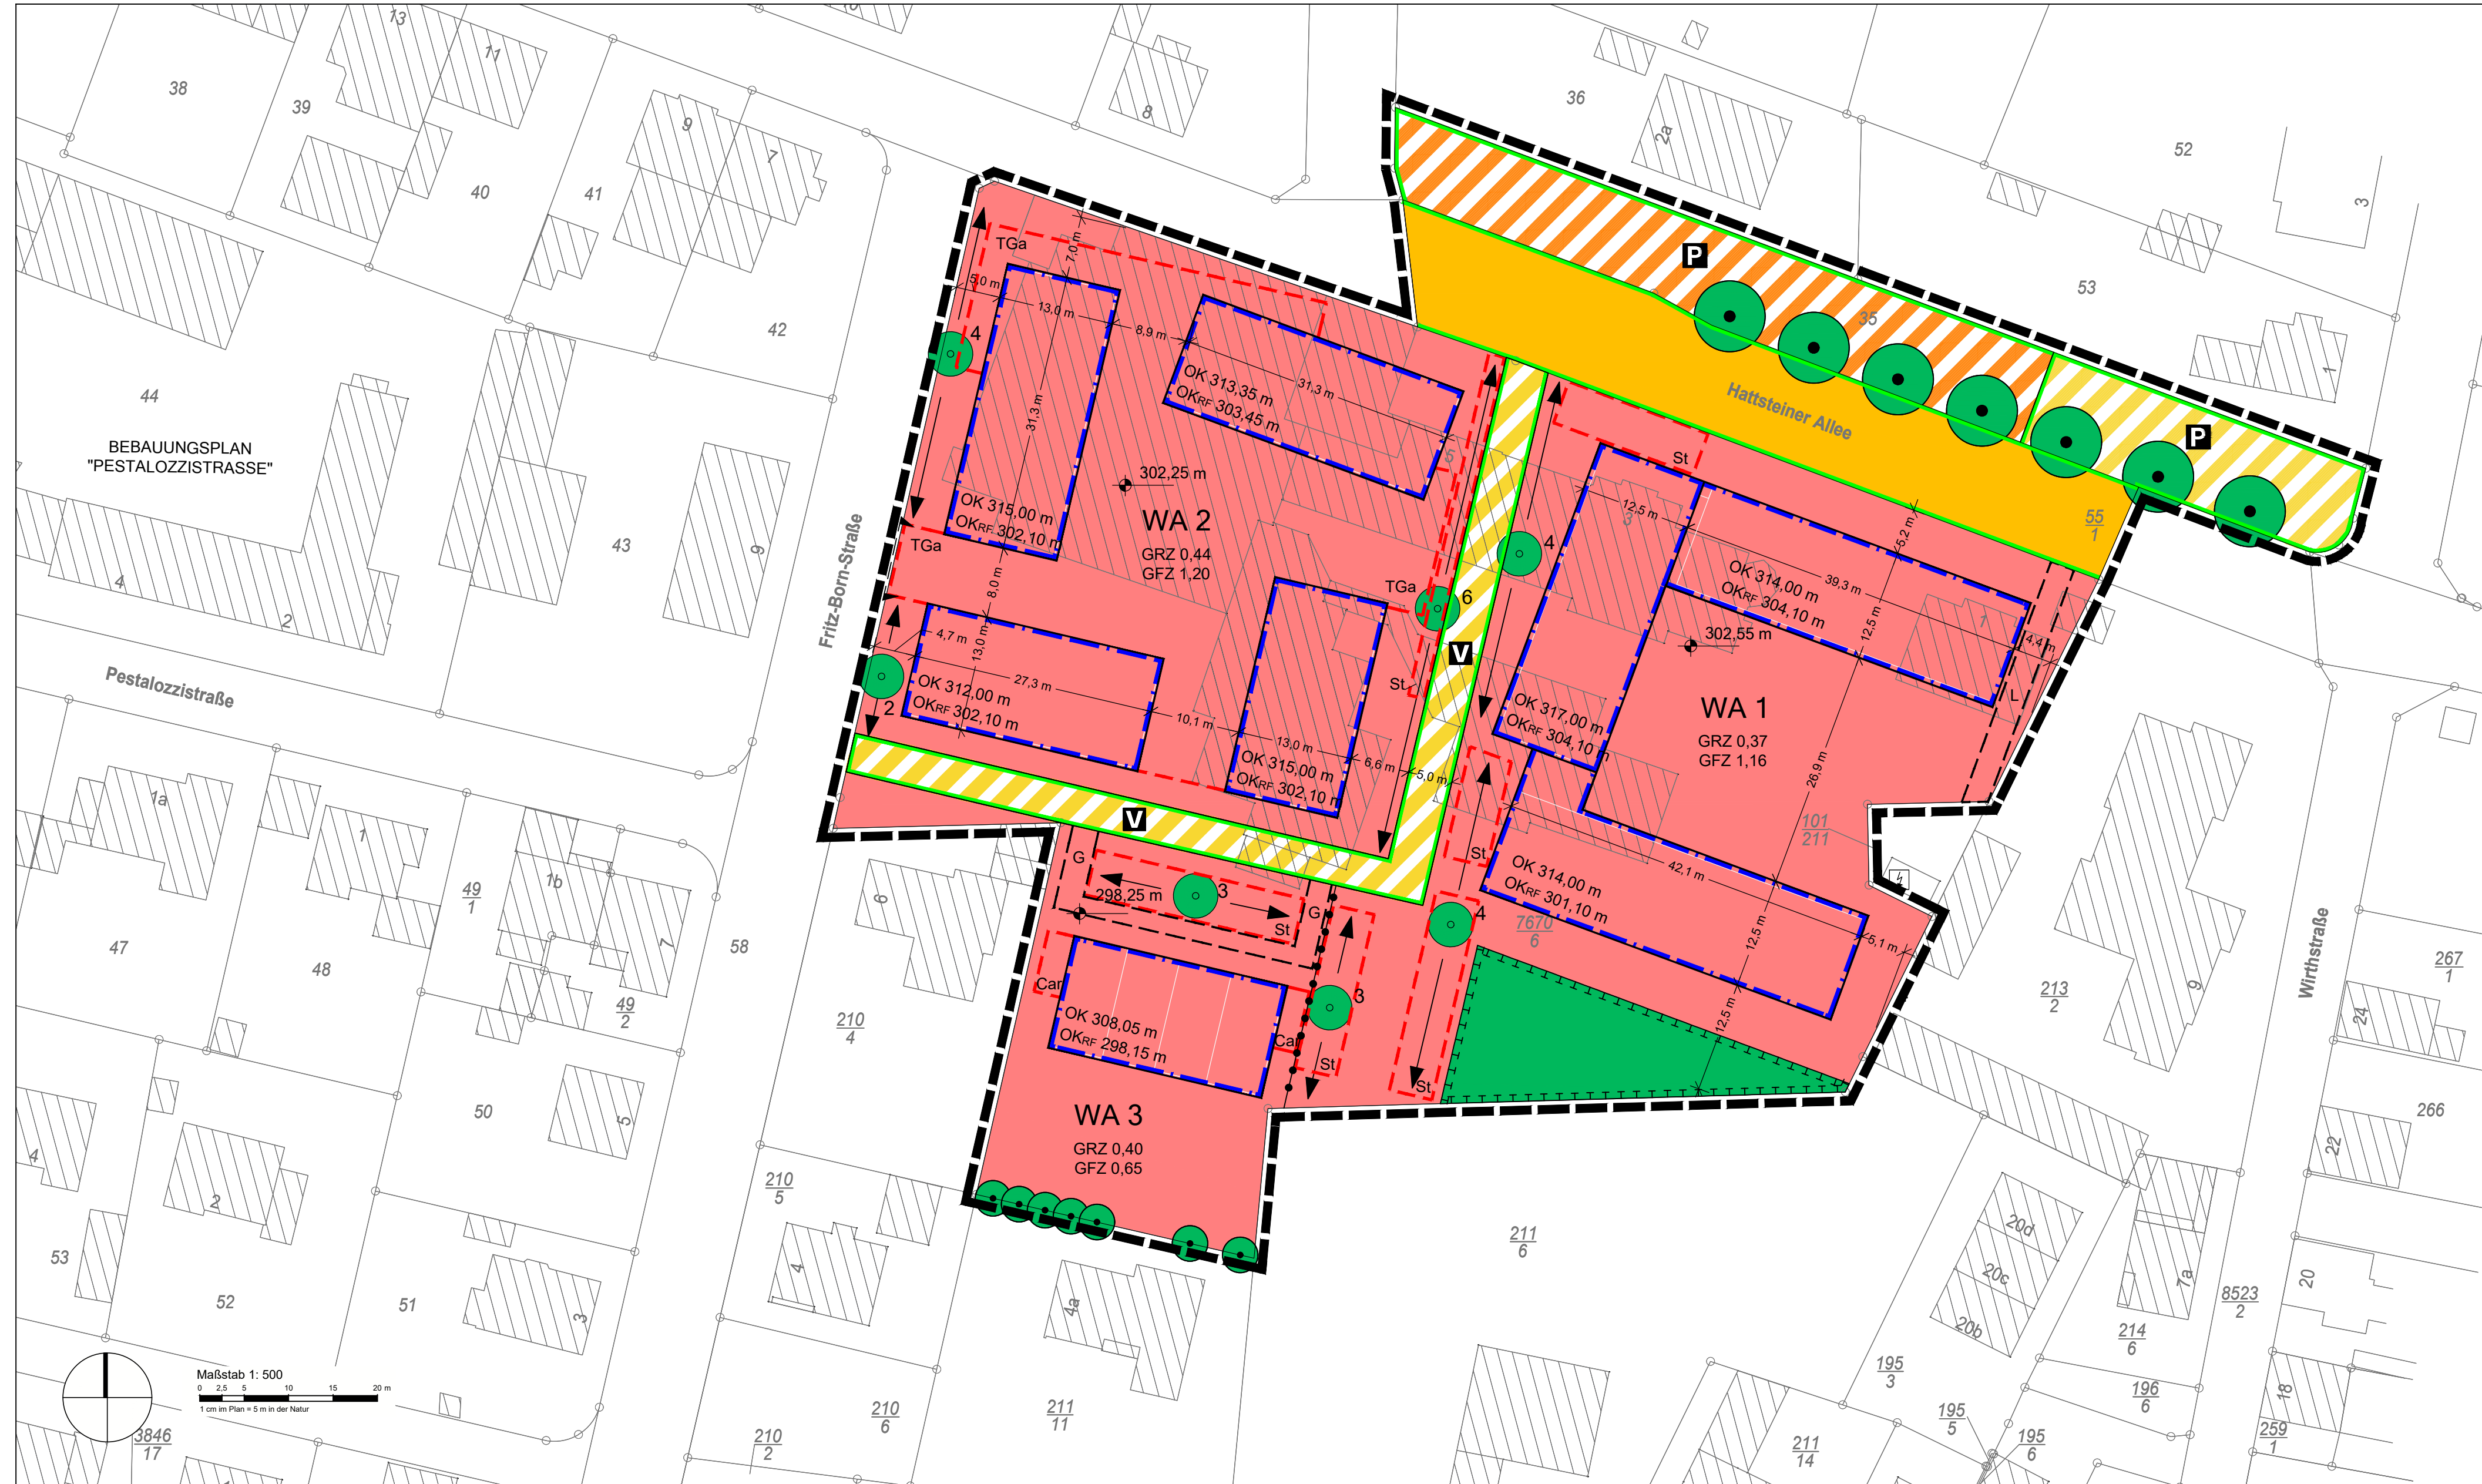 13
10
11
38
39
9
7
8
36
2a
52
3
40
41
42
53
35
P
1
P
44
BEBAUUNGSPLAN
"PESTALOZZISTRASSE"
4
2
43
9
Pestalozzistraße
Fritz-Born-Straße
Hattsteiner Allee
Wirthstraße
TGa
7,0 m
5,0 m
13,0 m
8,9 m
4
31,3 m
31,3 m
OK 313,35 m
OKRF 303,45 m
302,25 m
WA 2
GRZ 0,44
GFZ 1,20
OK 315,00 m
OKRF 302,10 m
TGa
8,0 m
5
TGa
6
4,7 m
13,0 m
27,3 m
OK 312,00 m
OKRF 302,10 m
2
10,1 m
13,0 m
OK 315,00 m
OKRF 302,10 m
6,6 m
5,0 m
St
V
V
St
4
12,5 m
3
5,2 m
39,3 m
OK 314,00 m
OKRF 304,10 m
12,5 m
1
4,4 m
L
302,55 m
WA 1
GRZ 0,37
GFZ 1,16
OK 317,00 m
OKRF 304,10 m
26,9 m
St
42,1 m
OK 314,00 m
OKRF 301,10 m
12,5 m
5,1 m
12,5 m
7670
6
101
211
55
1
G
298,25 m
3
St
G
4
3
Car
Car
St
St
OK 308,05 m
OKRF 298,15 m
WA 3
GRZ 0,40
GFZ 0,65
1a
1
1b
7
49
1
49
2
47
48
58
6
210
4
50
5
4
2
53
52
51
3
210
5
4
4a
211
6
213
2
9
267
1
24
266
22
20d
20c
20b
7a
20
8523
2
214
6
195
3
196
6
18
195
5
195
6
259
1
211
14
211
11
210
6
210
2
3846
17
Maßstab 1: 500
0 2,5 5 10 15 20 m
1 cm im Plan = 5 m in der Natur